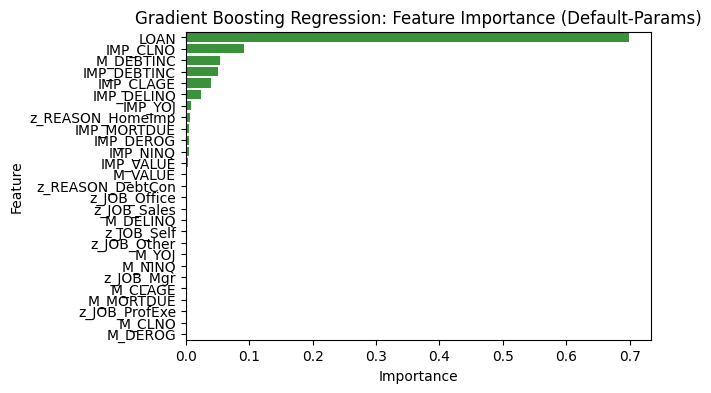 Gradient Boosting Regression: Feature Importance (Default-Params)
LOAN
IMP_CLNO
M_DEBTINC
IMP_DEBTINC
IMP_CLAGE
IMP_DELINQ
IMP_YOJ
z_REASON_HomeImp
IMP_MORTDUE
IMP_DEROG
IMP_NINQ
IMP_VALUE
M_VALUE
z_REASON_DebtCon
z_JOB_Office
z_JOB_Sales
M_DELINQ
z_JOB_Self
z_JOB_Other
M_YOJ
M_NINQ
z_JOB_Mgr
M_CLAGE
M_MORTDUE
z_JOB_ProfExe
M_CLNO
M_DEROG
Feature
0.0 0.1 0.2 0.3 0.4 0.5 0.6 0.7
Importance